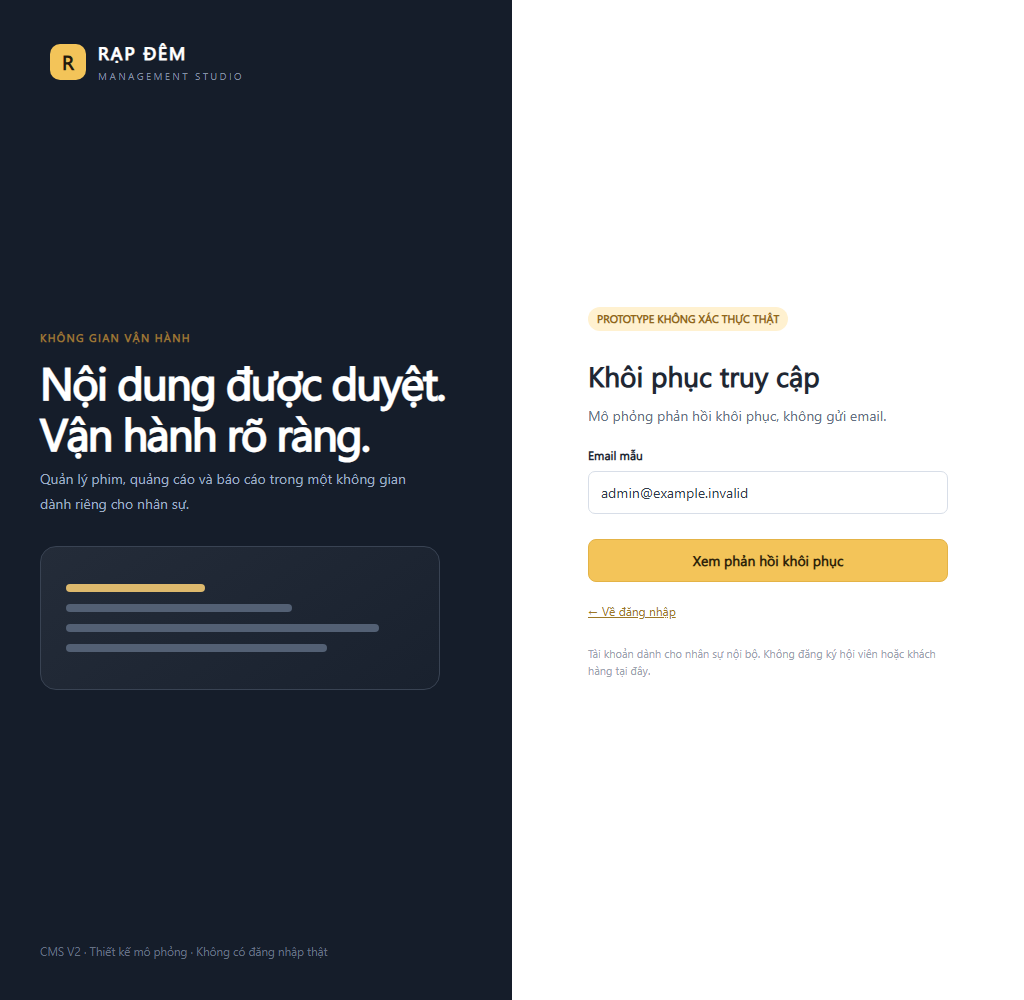 R
RẠP ĐÊM
MANAGEMENT STUDIO
KHÔNG GIAN VẬN HÀNH
Nội dung được duyệt.
Vận hành rõ ràng.
Quản lý phim, quảng cáo và báo cáo trong một không gian
dành riêng cho nhân sự.
CMS V2 · Thiết kế mô phỏng · Không có đăng nhập thật
PROTOTYPE KHÔNG XÁC THỰC THẬT
Khôi phục truy cập
Mô phỏng phản hồi khôi phục, không gửi email.
Email mẫu
admin@example.invalid
Xem phản hồi khôi phục
← Về đăng nhập
Tài khoản dành cho nhân sự nội bộ. Không đăng ký hội viên hoặc khách
hàng tại đây.